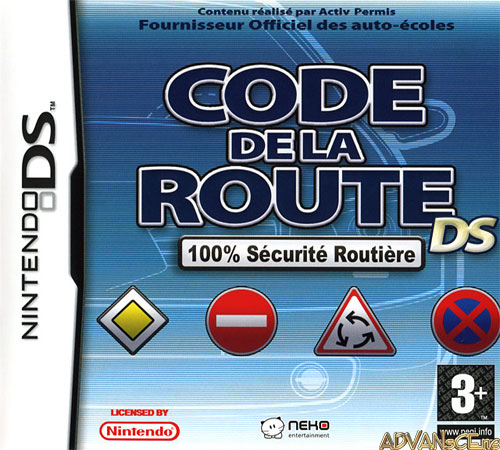 Contenu réalisé par Activ Permis
Fournisseur Officiel des auto-écoles
NINTENDO DS™
CODE
DE LA
ROUTE
DS
100% Sécurité Routière
LICENSED BY
Nintendo
neko
entertainment
3+
www.pegi.info
ADVANsCEne